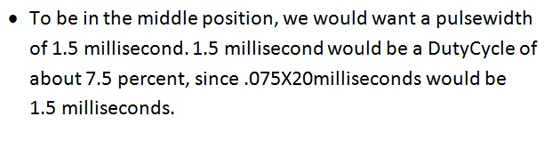 • To be in the middle position, we would want a pulsewidth
of 1.5 millisecond. 1.5 millisecond would be a DutyCycle of
about 7.5 percent, since .075X20milliseconds would be
1.5 milliseconds.